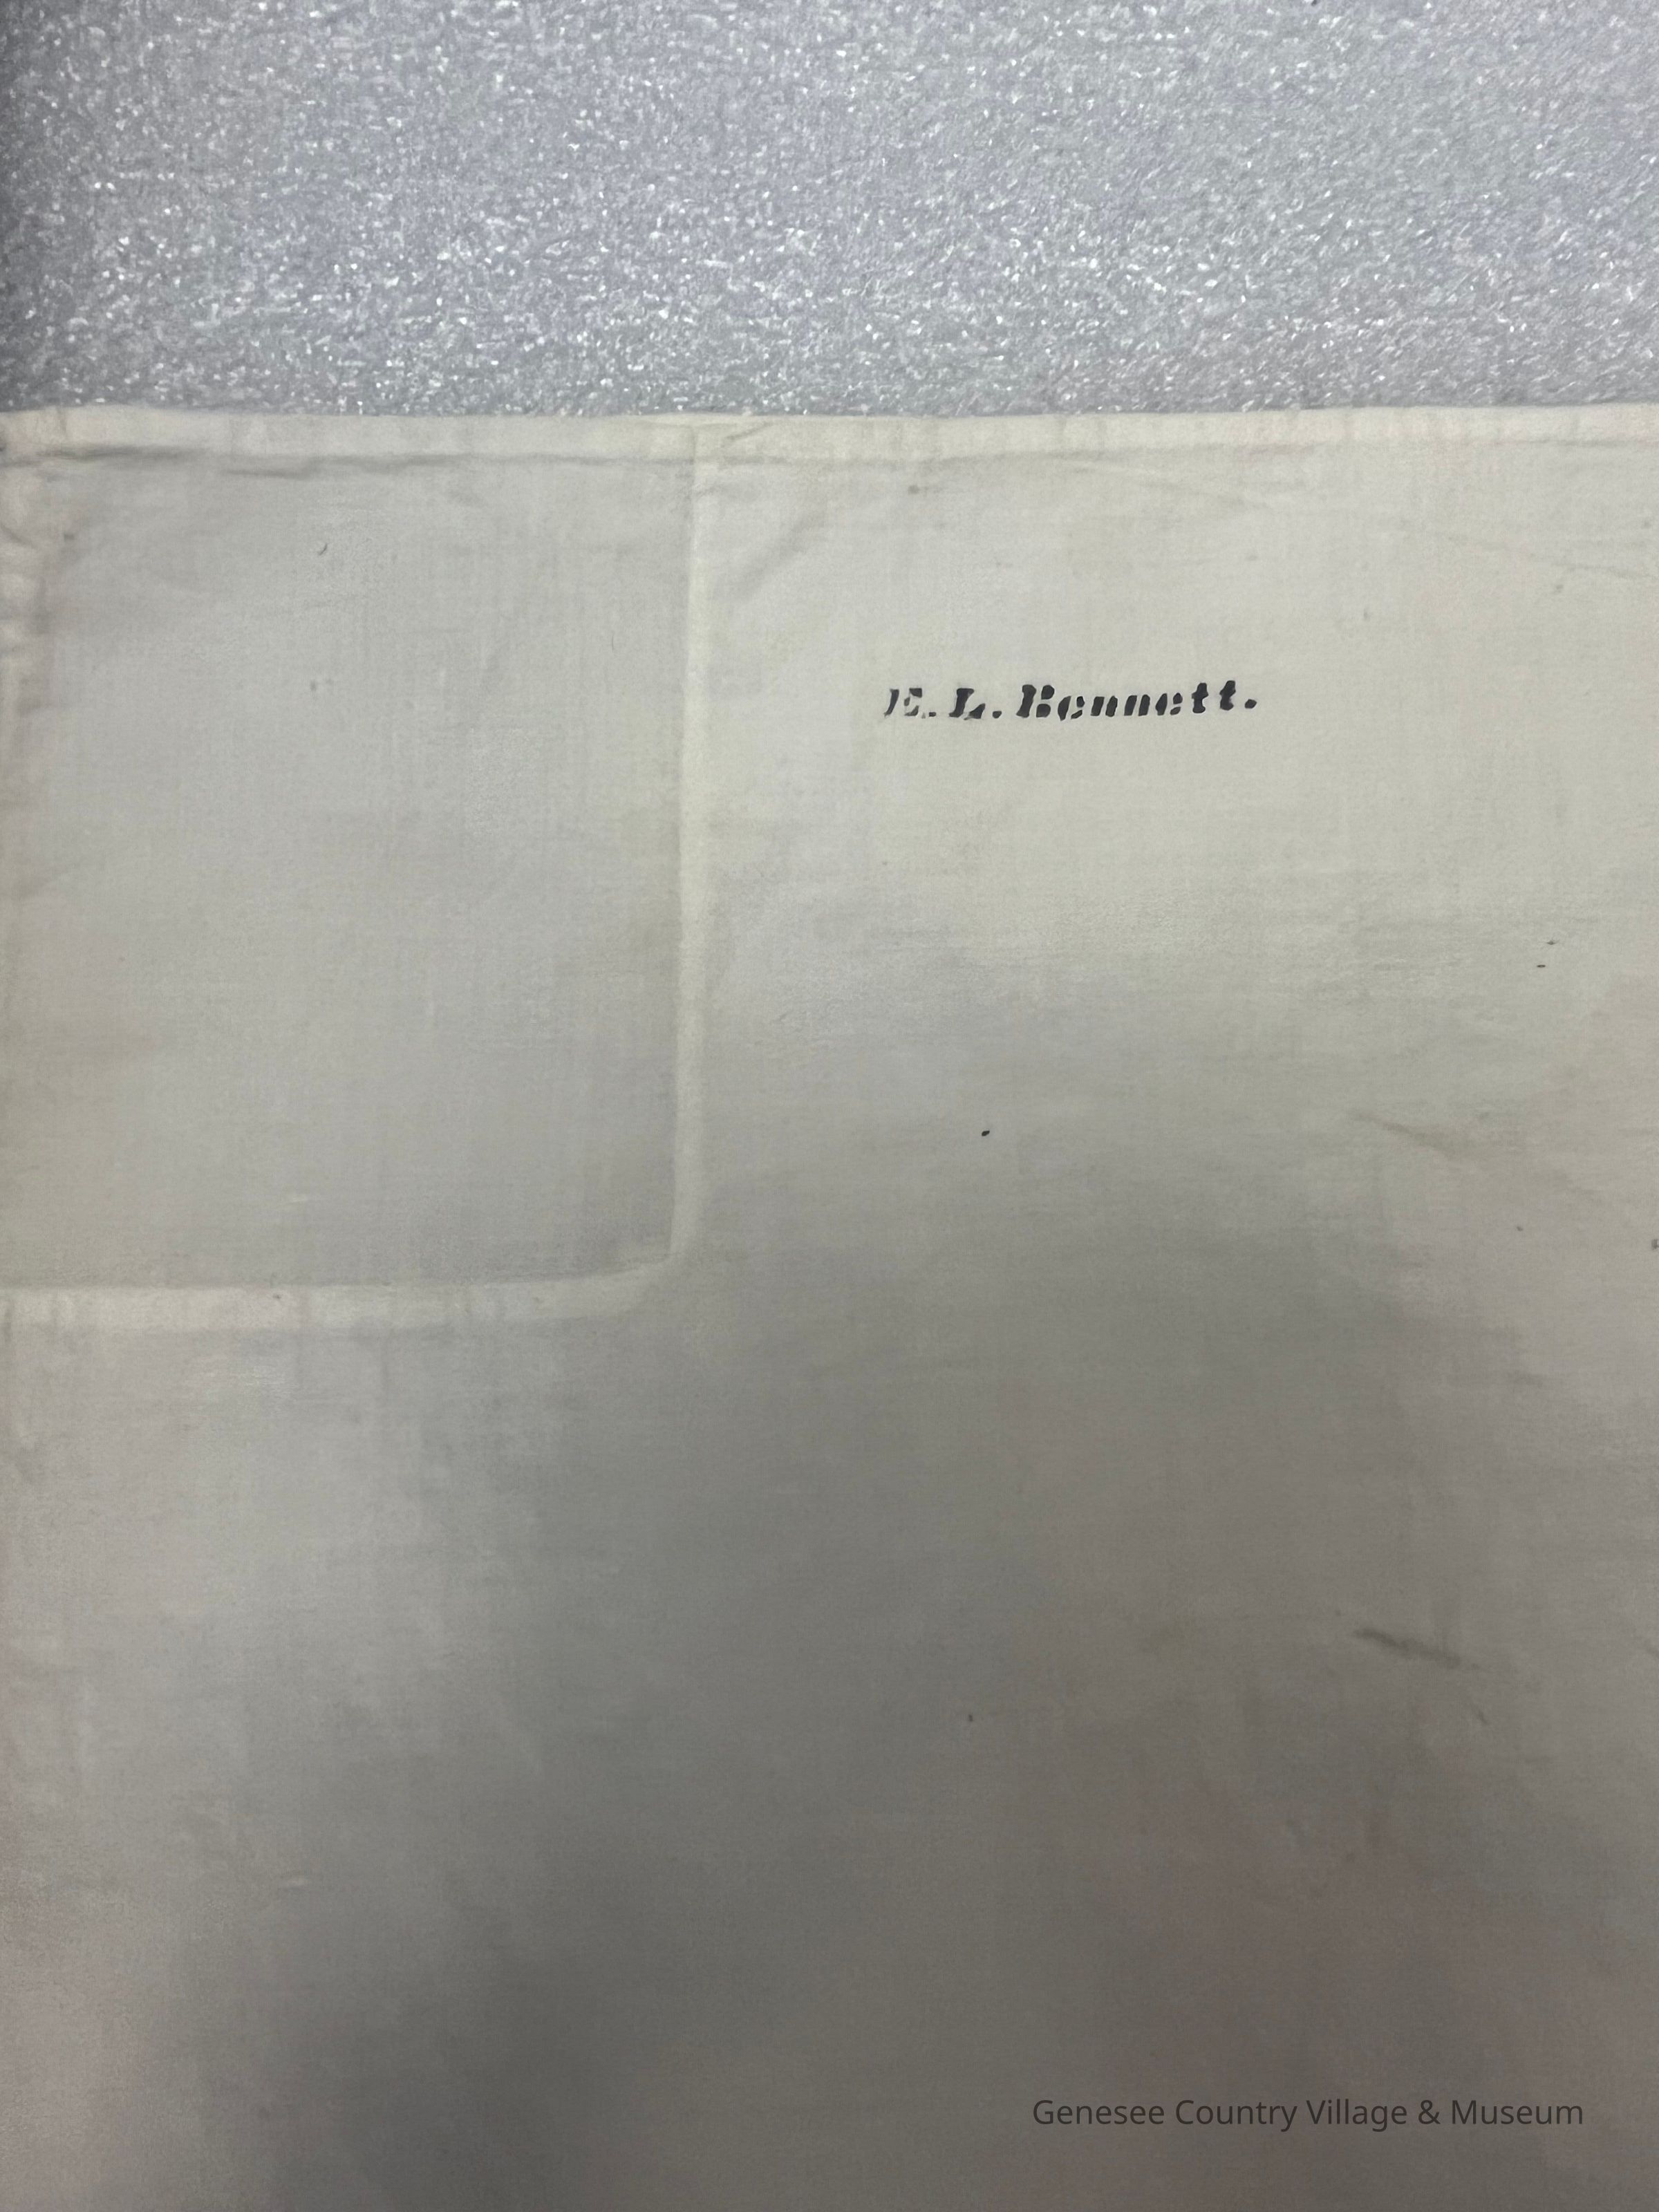 E. L. Bennett.
Genesee Country Village & Museum